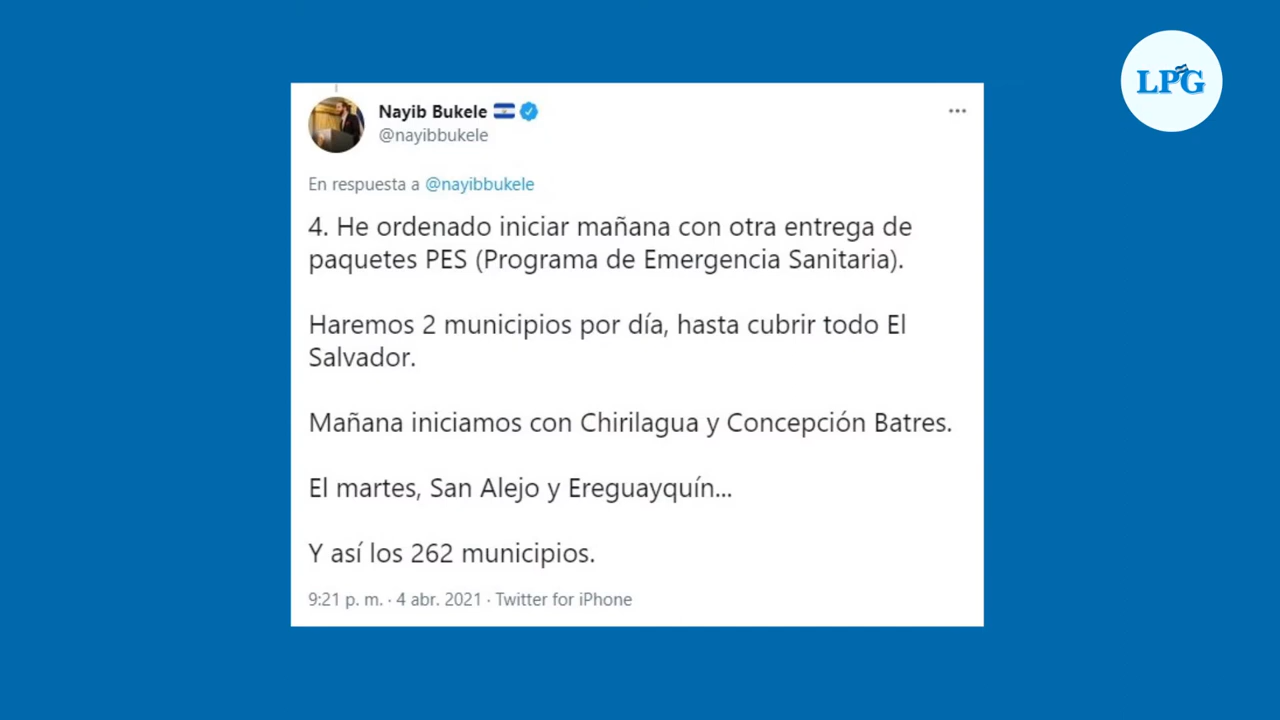 LPG
Nayib Bukele
@nayibbukele
En respuesta a @nayibbukele
4. He ordenado iniciar mañana con otra entrega de
paquetes PES (Programa de Emergencia Sanitaria).
Haremos 2 municipios por día, hasta cubrir todo El
Salvador.
Mañana iniciamos con Chirilagua y Concepción Batres.
El martes, San Alejo y Ereguayquín...
Y así los 262 municipios.
9:21 p. m. · 4 abr. 2021 · Twitter for iPhone